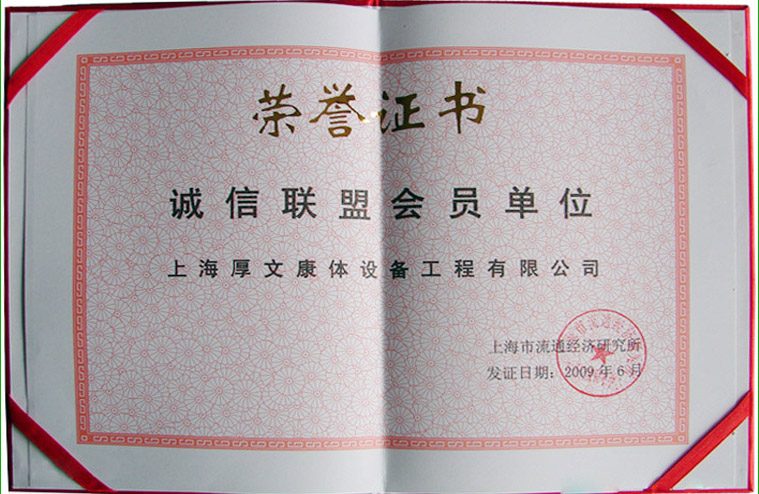 荣誉证书
诚信联盟会员单位
上海厚文康体设备工程有限公司
上海市流通经济研究所
发证日期：2009年6月